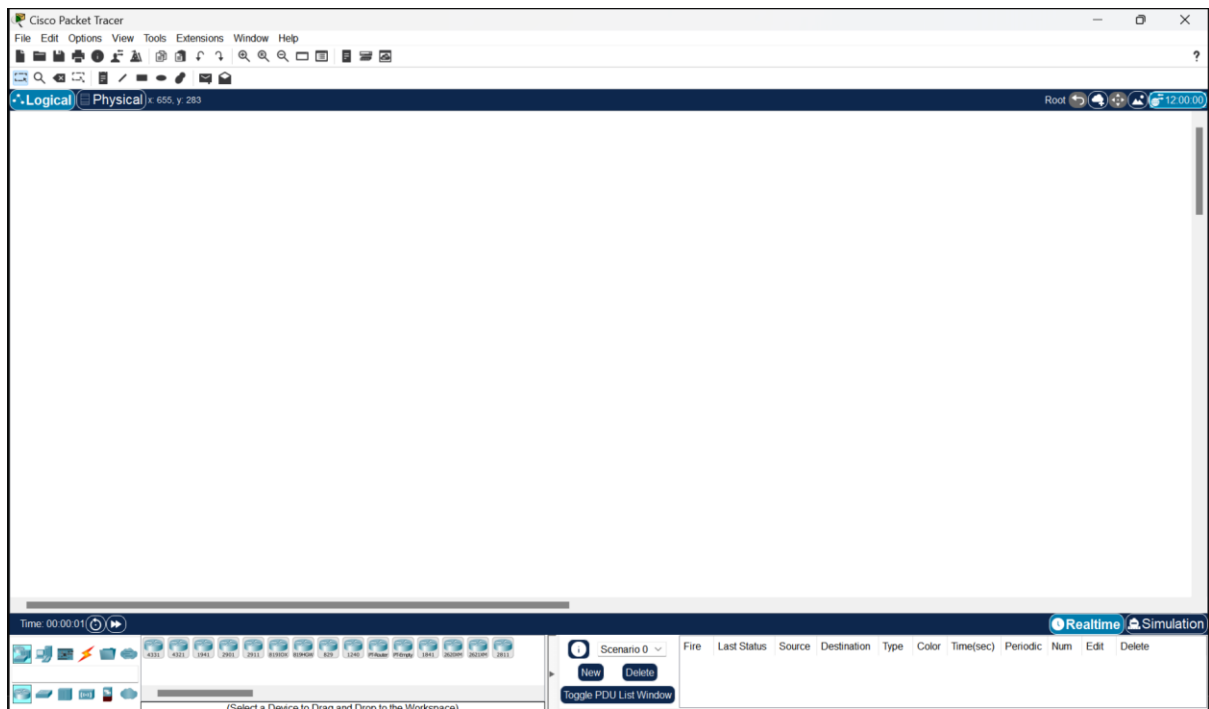 Cisco Packet Tracer
File Edit Options View Tools Extensions Window Help
?
Logical Physical x: 655, y: 283 Root 12:00:00
Time: 00:00:01 Realtime Simulation
4331 4321 1941 2901 2911 819IOX 819HGW 829 1240 PT-Router PT-Empty 1841 2620XM 2621XM 2811
Scenario 0 Fire Last Status Source Destination Type Color Time(sec) Periodic Num Edit Delete
New Delete
Toggle PDU List Window
(Select a Device to Drag and Drop to the Workspace)